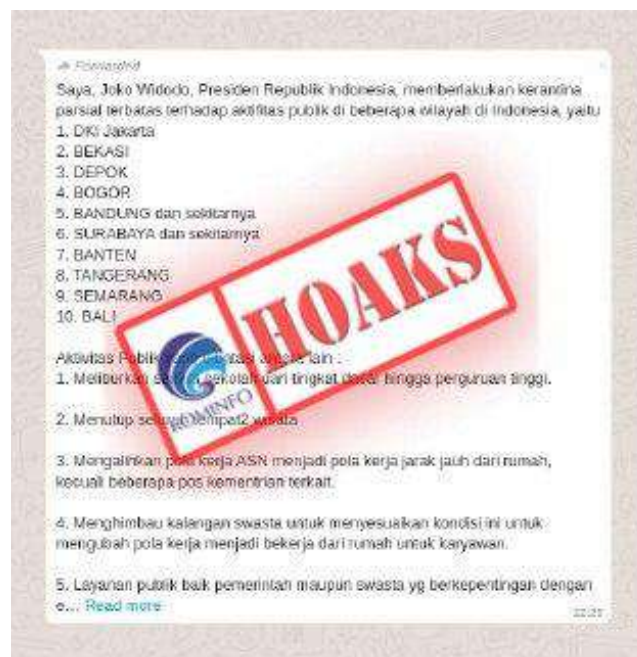 Forwarded
Saya, Joko Widodo, Presiden Republik Indonesia, memberlakukan kerantina
parsial terbatas terhadap aktifitas publik di beberapa wilayah di Indonesia, yaitu
1. DKI Jakarta
2. BEKASI
3. DEPOK
4. BOGOR
5. BANDUNG dan sekitarnya
6. SURABAYA dan sekitarnya
7. BANTEN
8. TANGERANG
9. SEMARANG
10. BALI
HOAKS
KOMINFO
Aktivitas Publik lain :
1. Meliburkan sekolah dari tingkat dasar hingga perguruan tinggi.
2. Menutup tempat2 wisata
3. Mengalihkan pola kerja ASN menjadi pola kerja jarak jauh dari rumah,
kecuali beberapa pos kementrian terkait.
4. Menghimbau kalangan swasta untuk menyesuaikan kondisi ini untuk
mengubah pola kerja menjadi bekerja dari rumah untuk karyawan.
5. Layanan publik baik pemerintah maupun swasta yg berkepentingan dengan
e... Read more